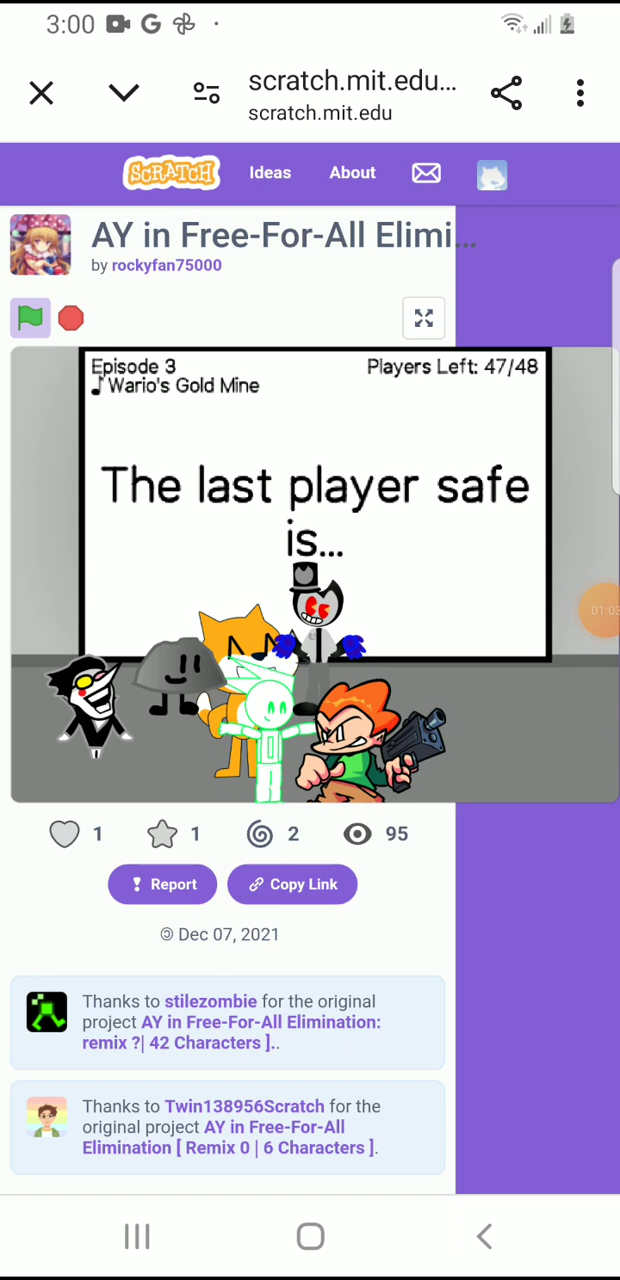 3:00
scratch.mit.edu...
scratch.mit.edu
SCRATCH
Ideas
About
AY in Free-For-All Elimi...
by rockyfan75000
Episode 3
Players Left: 47/48
Wario's Gold Mine
The last player safe
is...
01:03
1
1
2
95
Report
Copy Link
Dec 07, 2021
Thanks to stilezombie for the original
project AY in Free-For-All Elimination:
remix ?| 42 Characters ]..
Thanks to Twin138956Scratch for the
original project AY in Free-For-All
Elimination [ Remix 0 | 6 Characters ].